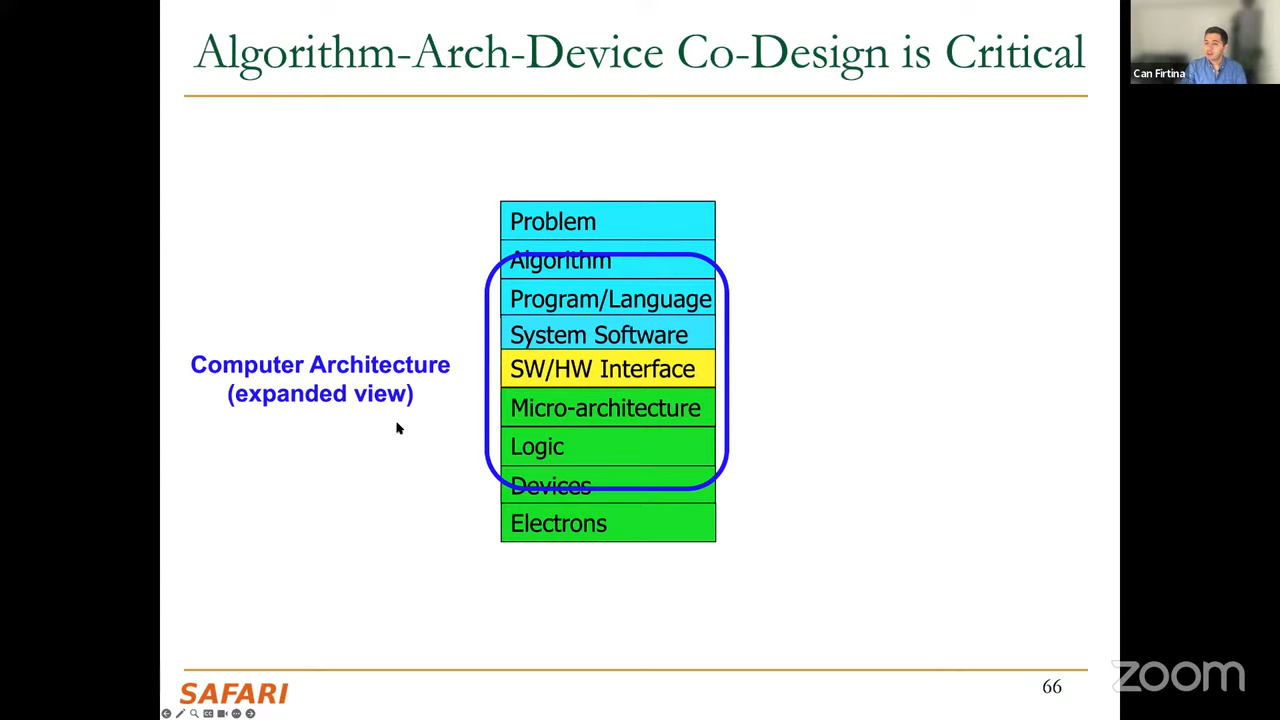 Algorithm-Arch-Device Co-Design is Critical
Can Firtina
Problem
Algorithm
Program/Language
System Software
SW/HW Interface
Micro-architecture
Logic
Devices
Electrons
Computer Architecture
(expanded view)
SAFARI
66
zoom